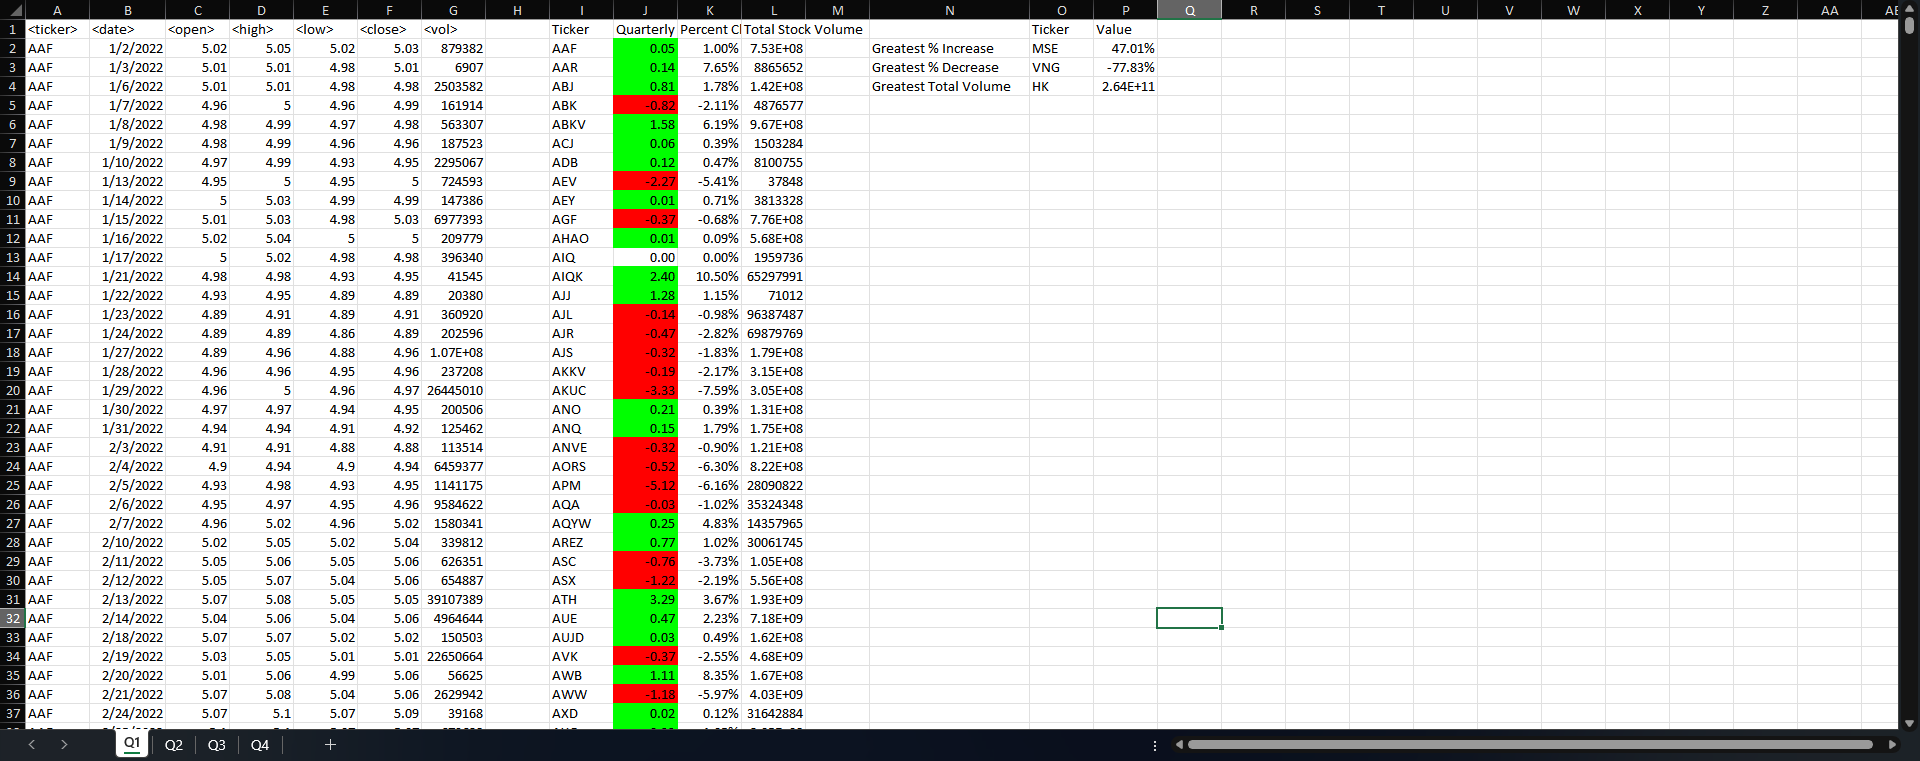 A B C D E F G H I J K L M N O P Q R S T U V W X Y Z AA AE
1 <ticker> <date> <open> <high> <low> <close> <vol> Ticker Quarterly Percent Cl Total Stock Volume Ticker Value
2 AAF 1/2/2022 5.02 5.05 5.02 5.03 879382 AAF 0.05 1.00% 7.53E+08 Greatest % Increase MSE 47.01%
3 AAF 1/3/2022 5.01 5.01 4.98 5.01 6907 AAR 0.14 7.65% 8865652 Greatest % Decrease VNG -77.83%
4 AAF 1/6/2022 5.01 5.01 4.98 4.98 2503582 ABJ 0.81 1.78% 1.42E+08 Greatest Total Volume HK 2.64E+11
5 AAF 1/7/2022 4.96 5 4.96 4.99 161914 ABK -0.82 -2.11% 4876577
6 AAF 1/8/2022 4.98 4.99 4.97 4.98 563307 ABKV 1.58 6.19% 9.67E+08
7 AAF 1/9/2022 4.98 4.99 4.96 4.96 187523 ACJ 0.06 0.39% 1503284
8 AAF 1/10/2022 4.97 4.99 4.93 4.95 2295067 ADB 0.12 0.47% 8100755
9 AAF 1/13/2022 4.95 5 4.95 5 724593 AEV -2.27 -5.41% 37848
10 AAF 1/14/2022 5 5.03 4.99 4.99 147386 AEY 0.01 0.71% 3813328
11 AAF 1/15/2022 5.01 5.03 4.98 5.03 6977393 AGF -0.37 -0.68% 7.76E+08
12 AAF 1/16/2022 5.02 5.04 5 5 209779 AHAO 0.01 0.09% 5.68E+08
13 AAF 1/17/2022 5 5.02 4.98 4.98 396340 AIQ 0.00 0.00% 1959736
14 AAF 1/21/2022 4.98 4.98 4.93 4.95 41545 AIQK 2.40 10.50% 65297991
15 AAF 1/22/2022 4.93 4.95 4.89 4.89 20380 AJJ 1.28 1.15% 71012
16 AAF 1/23/2022 4.89 4.91 4.89 4.91 360920 AJL -0.14 -0.98% 96387487
17 AAF 1/24/2022 4.89 4.89 4.86 4.89 202596 AJR -0.47 -2.82% 69879769
18 AAF 1/27/2022 4.89 4.96 4.88 4.96 1.07E+08 AJS -0.32 -1.83% 1.79E+08
19 AAF 1/28/2022 4.96 4.96 4.95 4.96 237208 AKKV -0.19 -2.17% 3.15E+08
20 AAF 1/29/2022 4.96 5 4.96 4.97 26445010 AKUC -3.33 -7.59% 3.05E+08
21 AAF 1/30/2022 4.97 4.97 4.94 4.95 200506 ANO 0.21 0.39% 1.31E+08
22 AAF 1/31/2022 4.94 4.94 4.91 4.92 125462 ANQ 0.15 1.79% 1.75E+08
23 AAF 2/3/2022 4.91 4.91 4.88 4.88 113514 ANVE -0.32 -0.90% 1.21E+08
24 AAF 2/4/2022 4.9 4.94 4.9 4.94 6459377 AORS -0.52 -6.30% 8.22E+08
25 AAF 2/5/2022 4.93 4.98 4.93 4.95 1141175 APM -5.12 -6.16% 28090822
26 AAF 2/6/2022 4.95 4.97 4.95 4.96 9584622 AQA -0.03 -1.02% 35324348
27 AAF 2/7/2022 4.96 5.02 4.96 5.02 1580341 AQYW 0.25 4.83% 14357965
28 AAF 2/10/2022 5.02 5.05 5.02 5.04 339812 AREZ 0.77 1.02% 30061745
29 AAF 2/11/2022 5.05 5.06 5.05 5.06 626351 ASC -0.76 -3.73% 1.05E+08
30 AAF 2/12/2022 5.05 5.07 5.04 5.06 654887 ASX -1.22 -2.19% 5.56E+08
31 AAF 2/13/2022 5.07 5.08 5.05 5.05 39107389 ATH 3.29 3.67% 1.93E+09
32 AAF 2/14/2022 5.04 5.06 5.04 5.06 4964644 AUE 0.47 2.23% 7.18E+09
33 AAF 2/18/2022 5.07 5.07 5.02 5.02 150503 AUJD 0.03 0.49% 1.62E+08
34 AAF 2/19/2022 5.03 5.05 5.01 5.01 22650664 AVK -0.37 -2.55% 4.68E+09
35 AAF 2/20/2022 5.01 5.06 4.99 5.06 56625 AWB 1.11 8.35% 1.67E+08
36 AAF 2/21/2022 5.07 5.08 5.04 5.06 2629942 AWW -1.18 -5.97% 4.03E+09
37 AAF 2/24/2022 5.07 5.1 5.07 5.09 39168 AXD 0.02 0.12% 31642884
Q1 Q2 Q3 Q4